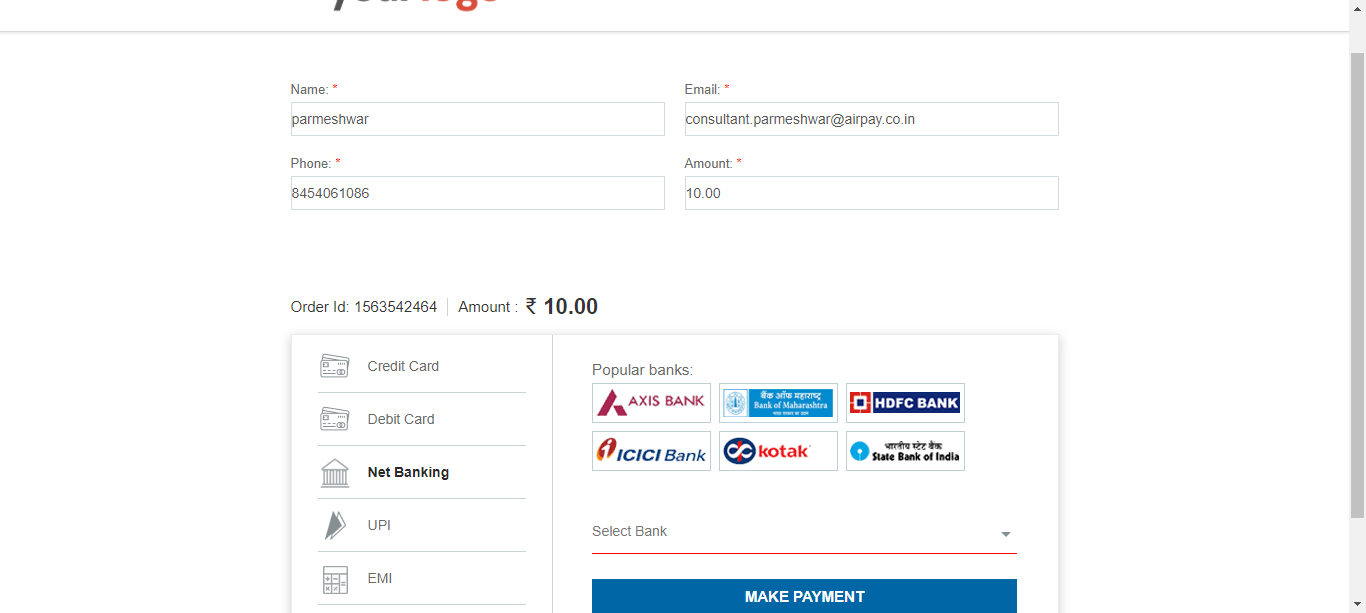 your logo
Name: *
Email: *
parmeshwar
consultant.parmeshwar@airpay.co.in
Phone: *
Amount: *
8454061086
10.00
Order Id: 1563542464 | Amount : ₹ 10.00
Credit Card
Debit Card
Net Banking
UPI
EMI
Popular banks:
AXIS BANK
बैंक ऑफ महाराष्ट्र
Bank of Maharashtra
HDFC BANK
ICICI Bank
kotak
भारतीय स्टेट बैंक
State Bank of India
Select Bank
MAKE PAYMENT